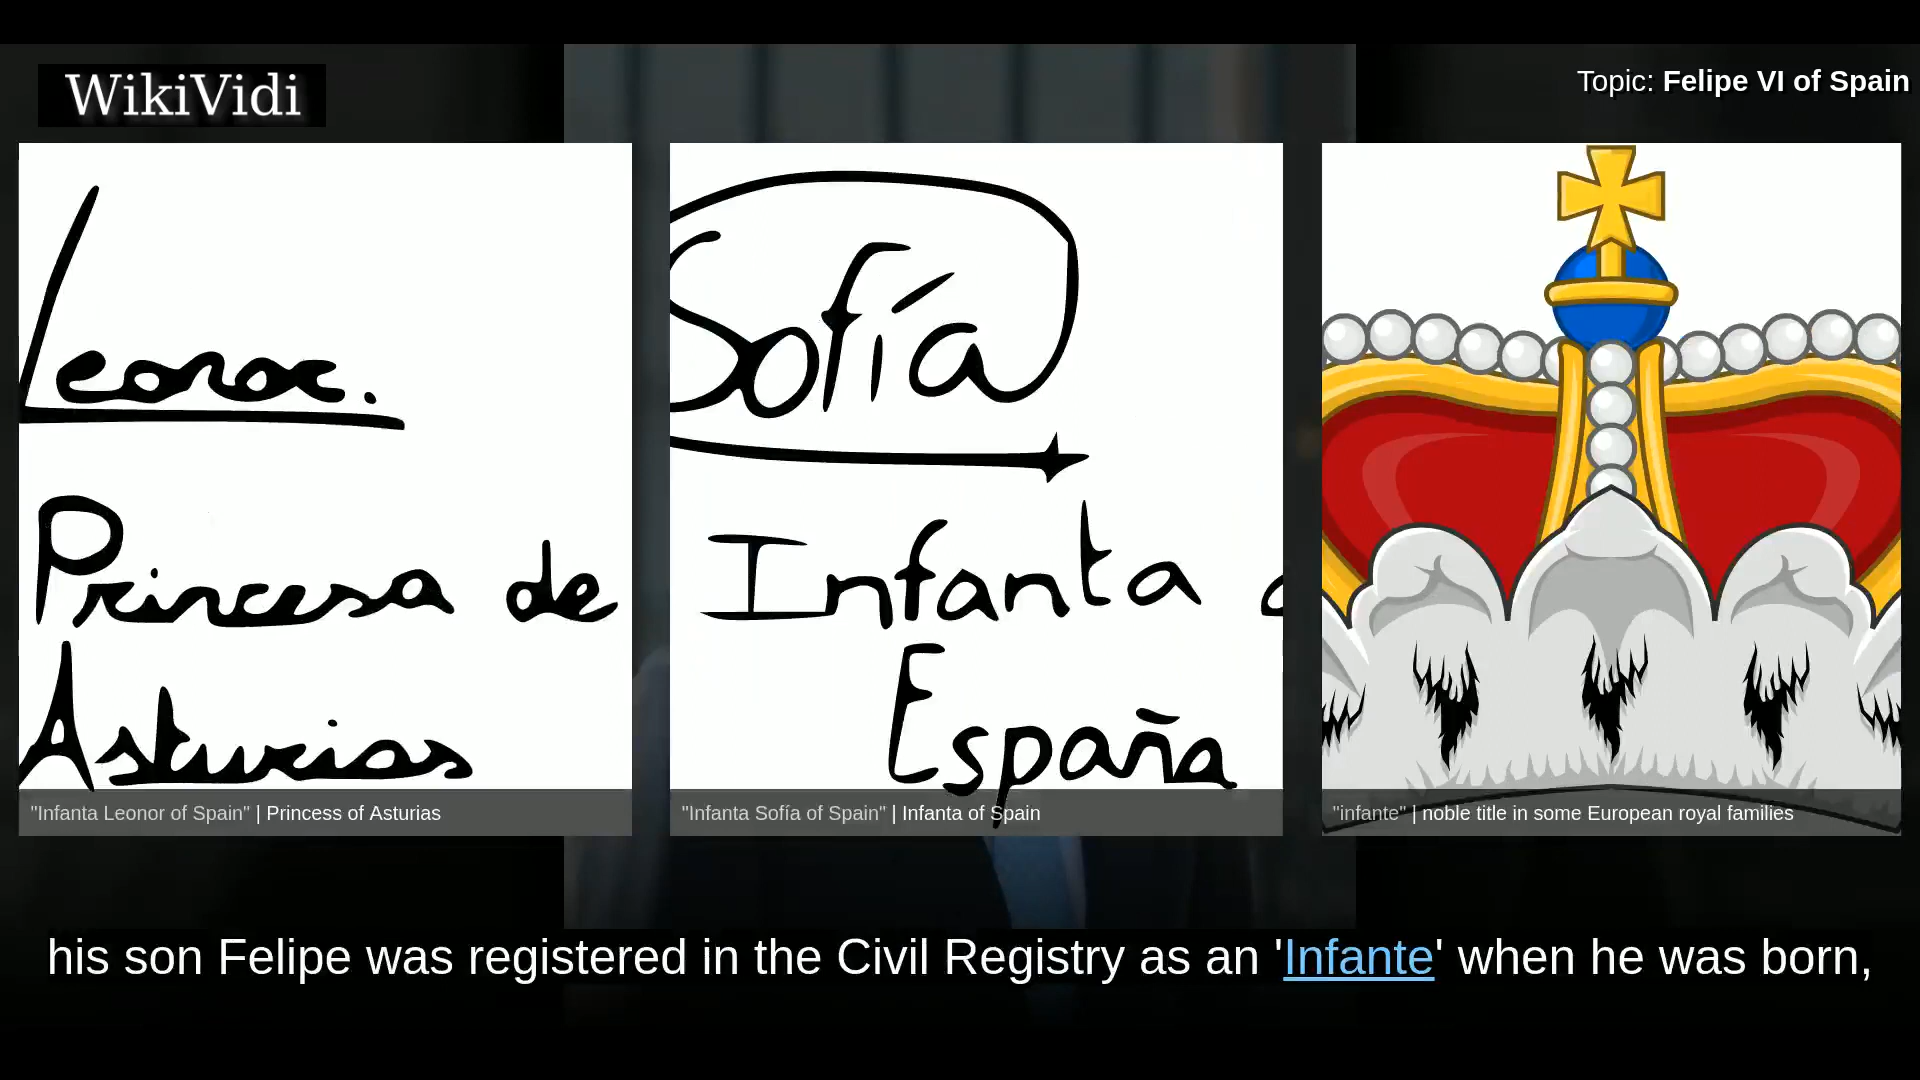 WikiVidi
Topic: Felipe VI of Spain
Leonor.
Princesa de
Asturias
"Infanta Leonor of Spain" | Princess of Asturias
Sofía
Infanta
España
"Infanta Sofía of Spain" | Infanta of Spain
"infante" | noble title in some European royal families
his son Felipe was registered in the Civil Registry as an 'Infante' when he was born,